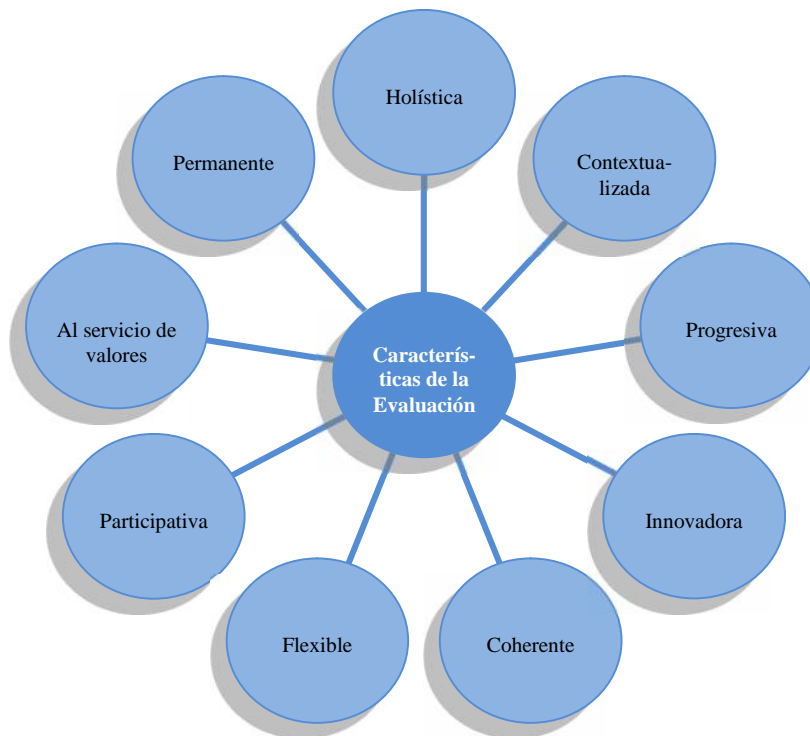 Holística
Contextua-
lizada
Permanente
Al servicio de
valores
Progresiva
Caracterís-
ticas de la
Evaluación
Participativa
Innovadora
Flexible
Coherente